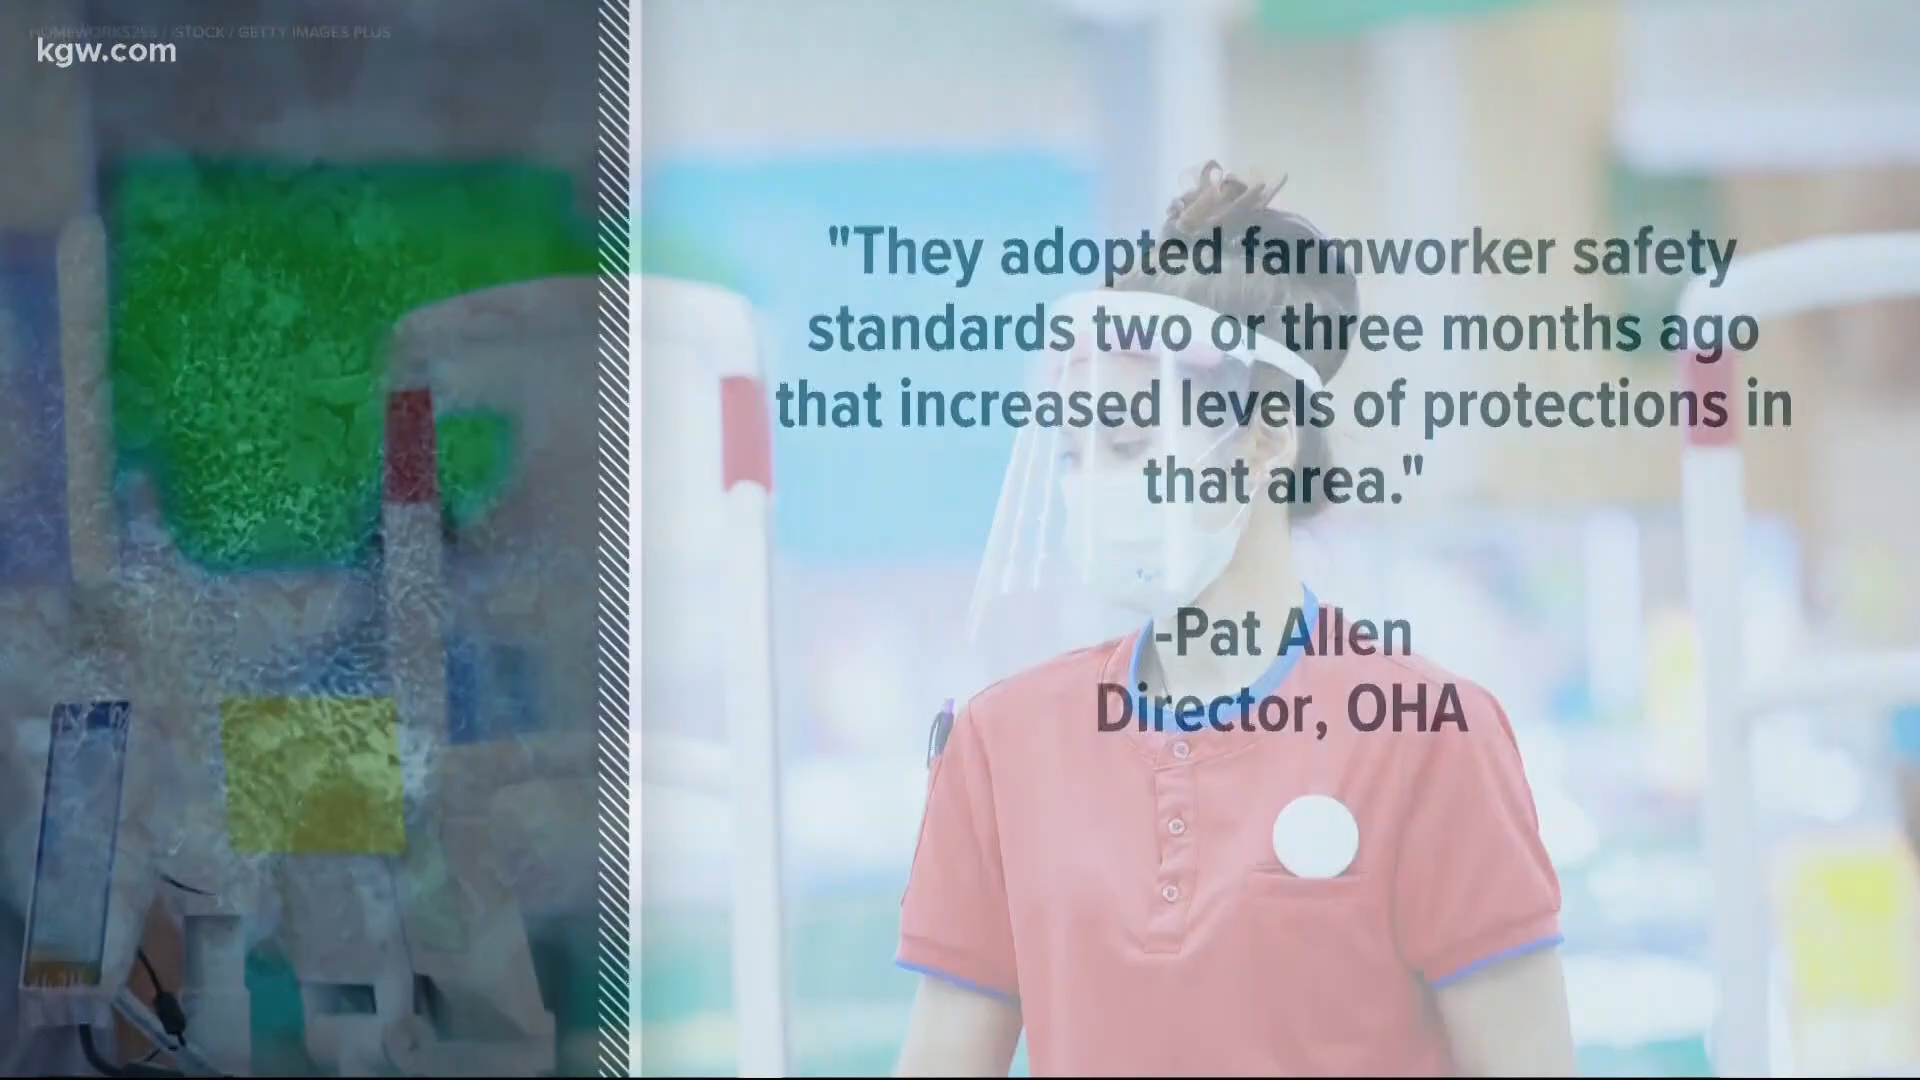 HOMEWORKS255 / ISTOCK / GETTY IMAGES PLUS
kgw.com
"They adopted farmworker safety
standards two or three months ago
that increased levels of protections in
that area."
-Pat Allen
Director, OHA